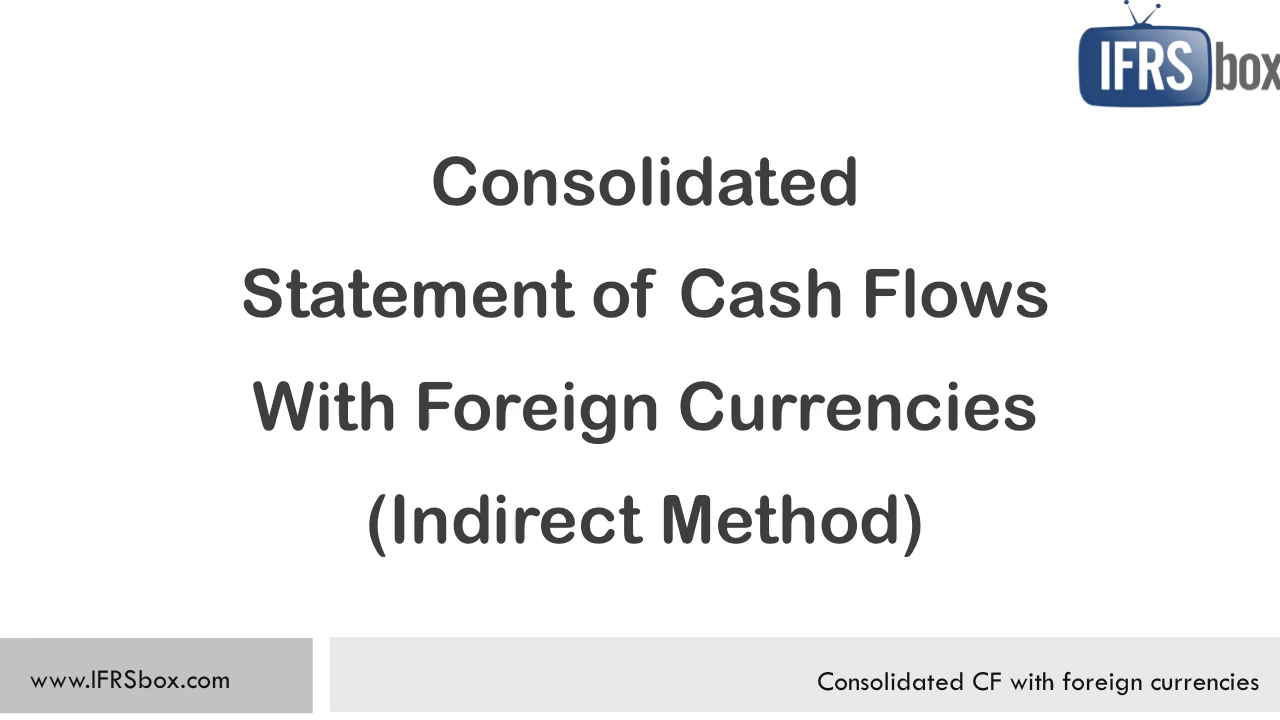 IFRS box
Consolidated
Statement of Cash Flows
With Foreign Currencies
(Indirect Method)
www.IFRSbox.com
Consolidated CF with foreign currencies